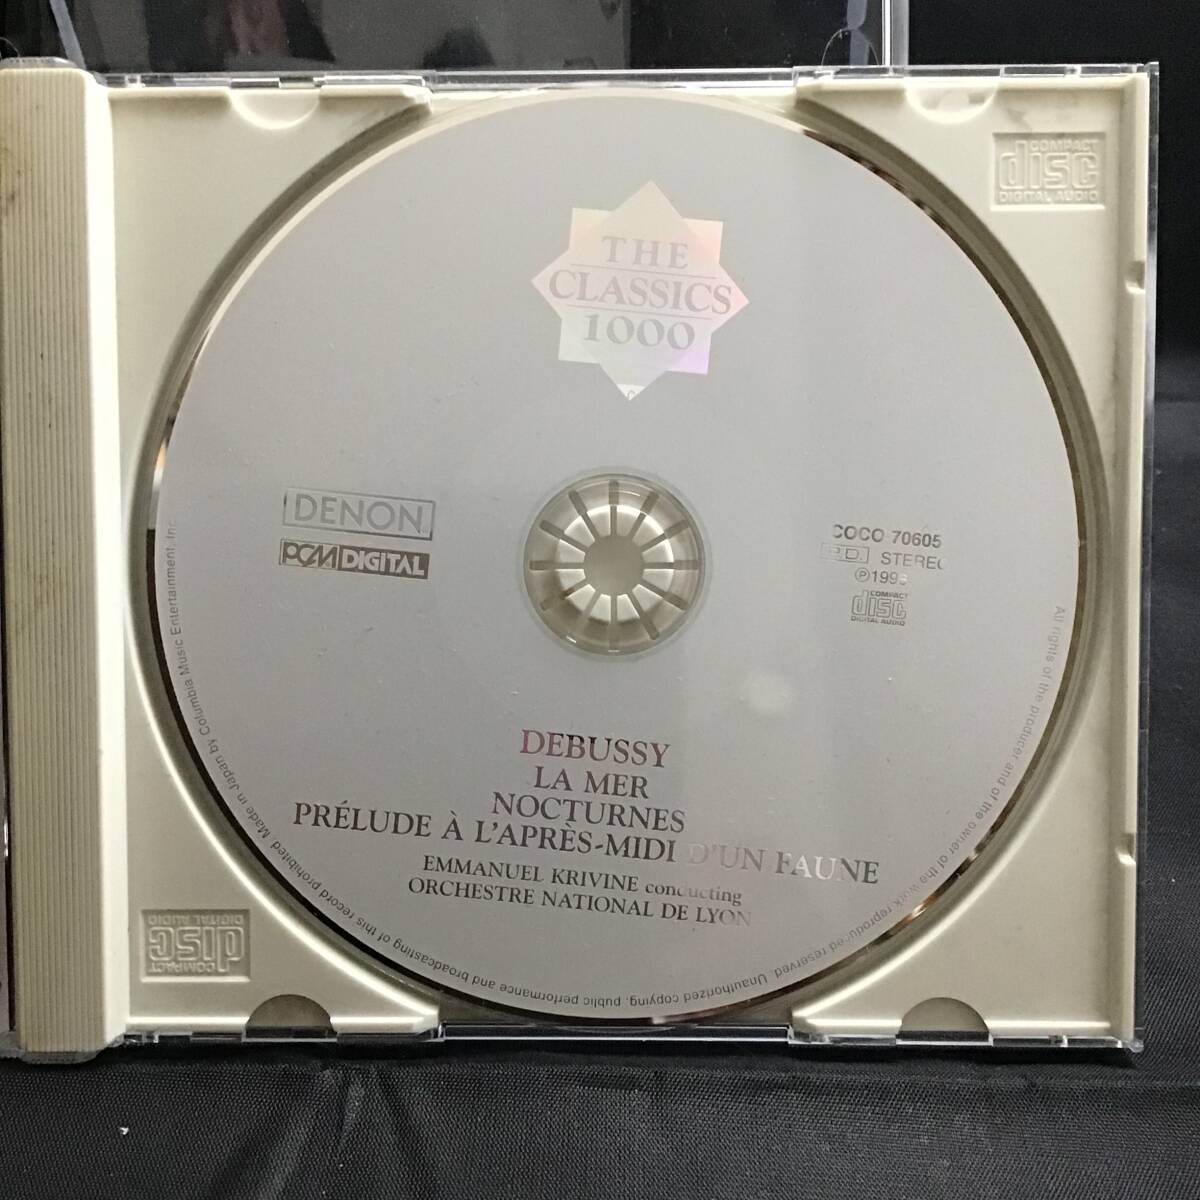 COMPACT
disc
DIGITAL AUDIO
THE
CLASSICS
1000
DENON
PCM DIGITAL
COCO-70605
P.D. STEREO
COMPACT
disc
DIGITAL AUDIO
DEBUSSY
LA MER
NOCTURNES
PRÉLUDE À L'APRÈS-MIDI D'UN FAUNE
EMMANUEL KRIVINE conducting
ORCHESTRE NATIONAL DE LYON
All rights of the producer and of the owner of the work reproduced reserved. Unauthorized copying, public performance and broadcasting of this record prohibited Made in Japan by Columbia Music Entertainment, Inc.
COMPACT
disc
DIGITAL AUDIO